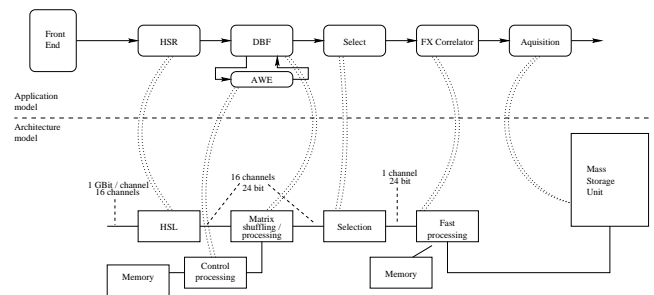 Front
End
HSR
DBF
Select
FX Correlator
Aquisition
AWE
Application
model
Architecture
model
1 GBit / channel
16 channels
16 channels
24 bit
1 channel
24 bit
Mass
Storage
Unit
HSL
Matrix
shuffling /
processing
Selection
Fast
processing
Memory
Control
processing
Memory